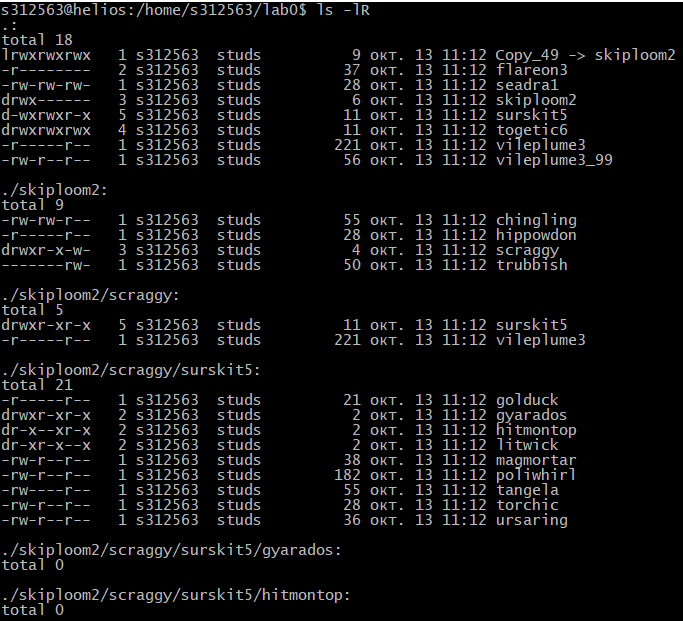 s312563@helios:/home/s312563/lab0$ ls -lR
.:
total 18
lrwxrwxrwx   1 s312563  studs          9 окт. 13 11:12 Copy_49 -> skiploom2
-r--------   2 s312563  studs         37 окт. 13 11:12 flareon3
-rw-rw-rw-   1 s312563  studs         28 окт. 13 11:12 seadra1
drwx------   3 s312563  studs          6 окт. 13 11:12 skiploom2
d-wxrwxr-x   5 s312563  studs         11 окт. 13 11:12 surskit5
drwxrwxrwx   4 s312563  studs         11 окт. 13 11:12 togetic6
-r-----r--   1 s312563  studs        221 окт. 13 11:12 vileplume3
-rw-r--r--   1 s312563  studs         56 окт. 13 11:12 vileplume3_99
./skiploom2:
total 9
-rw-rw-r--   1 s312563  studs         55 окт. 13 11:12 chingling
-r-----r--   1 s312563  studs         28 окт. 13 11:12 hippowdon
drwxr-x-w-   3 s312563  studs          4 окт. 13 11:12 scraggy
-------rw-   1 s312563  studs         50 окт. 13 11:12 trubbish
./skiploom2/scraggy:
total 5
drwxr-xr-x   5 s312563  studs         11 окт. 13 11:12 surskit5
-r-----r--   1 s312563  studs        221 окт. 13 11:12 vileplume3
./skiploom2/scraggy/surskit5:
total 21
-r-----r--   1 s312563  studs         21 окт. 13 11:12 golduck
drwxr-xr-x   2 s312563  studs          2 окт. 13 11:12 gyarados
dr-x--xr-x   2 s312563  studs          2 окт. 13 11:12 hitmontop
dr-xr-x--x   2 s312563  studs          2 окт. 13 11:12 litwick
-rw-r--r--   1 s312563  studs         38 окт. 13 11:12 magmortar
-r-----r--   1 s312563  studs        182 окт. 13 11:12 poliwhirl
-rw----r--   1 s312563  studs         55 окт. 13 11:12 tangela
-rw-r--r--   1 s312563  studs         28 окт. 13 11:12 torchic
-rw-r--r--   1 s312563  studs         36 окт. 13 11:12 ursaring
./skiploom2/scraggy/surskit5/gyarados:
total 0
./skiploom2/scraggy/surskit5/hitmontop:
total 0